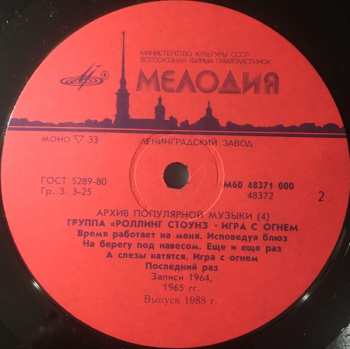 МИНИСТЕРСТВО КУЛЬТУРЫ СССР
ВСЕСОЮЗНАЯ ФИРМА ГРАМПЛАСТИНОК
МЕЛОДИЯ
МОНО ▽ 33
ЛЕНИНГРАДСКИЙ ЗАВОД
ГОСТ 5289-80
Гр. 3. 3-25
М60 48371 000
48372
2
АРХИВ ПОПУЛЯРНОЙ МУЗЫКИ (4)
ГРУППА «РОЛЛИНГ СТОУНЗ - ИГРА С ОГНЕМ
Время работает на меня. Исповедуя блюз
На берегу под навесом. Еще и еще раз
А слезы катятся. Игра с огнем
Последний раз
Записи 1964,
1965 гг.
Выпуск 1988 г.